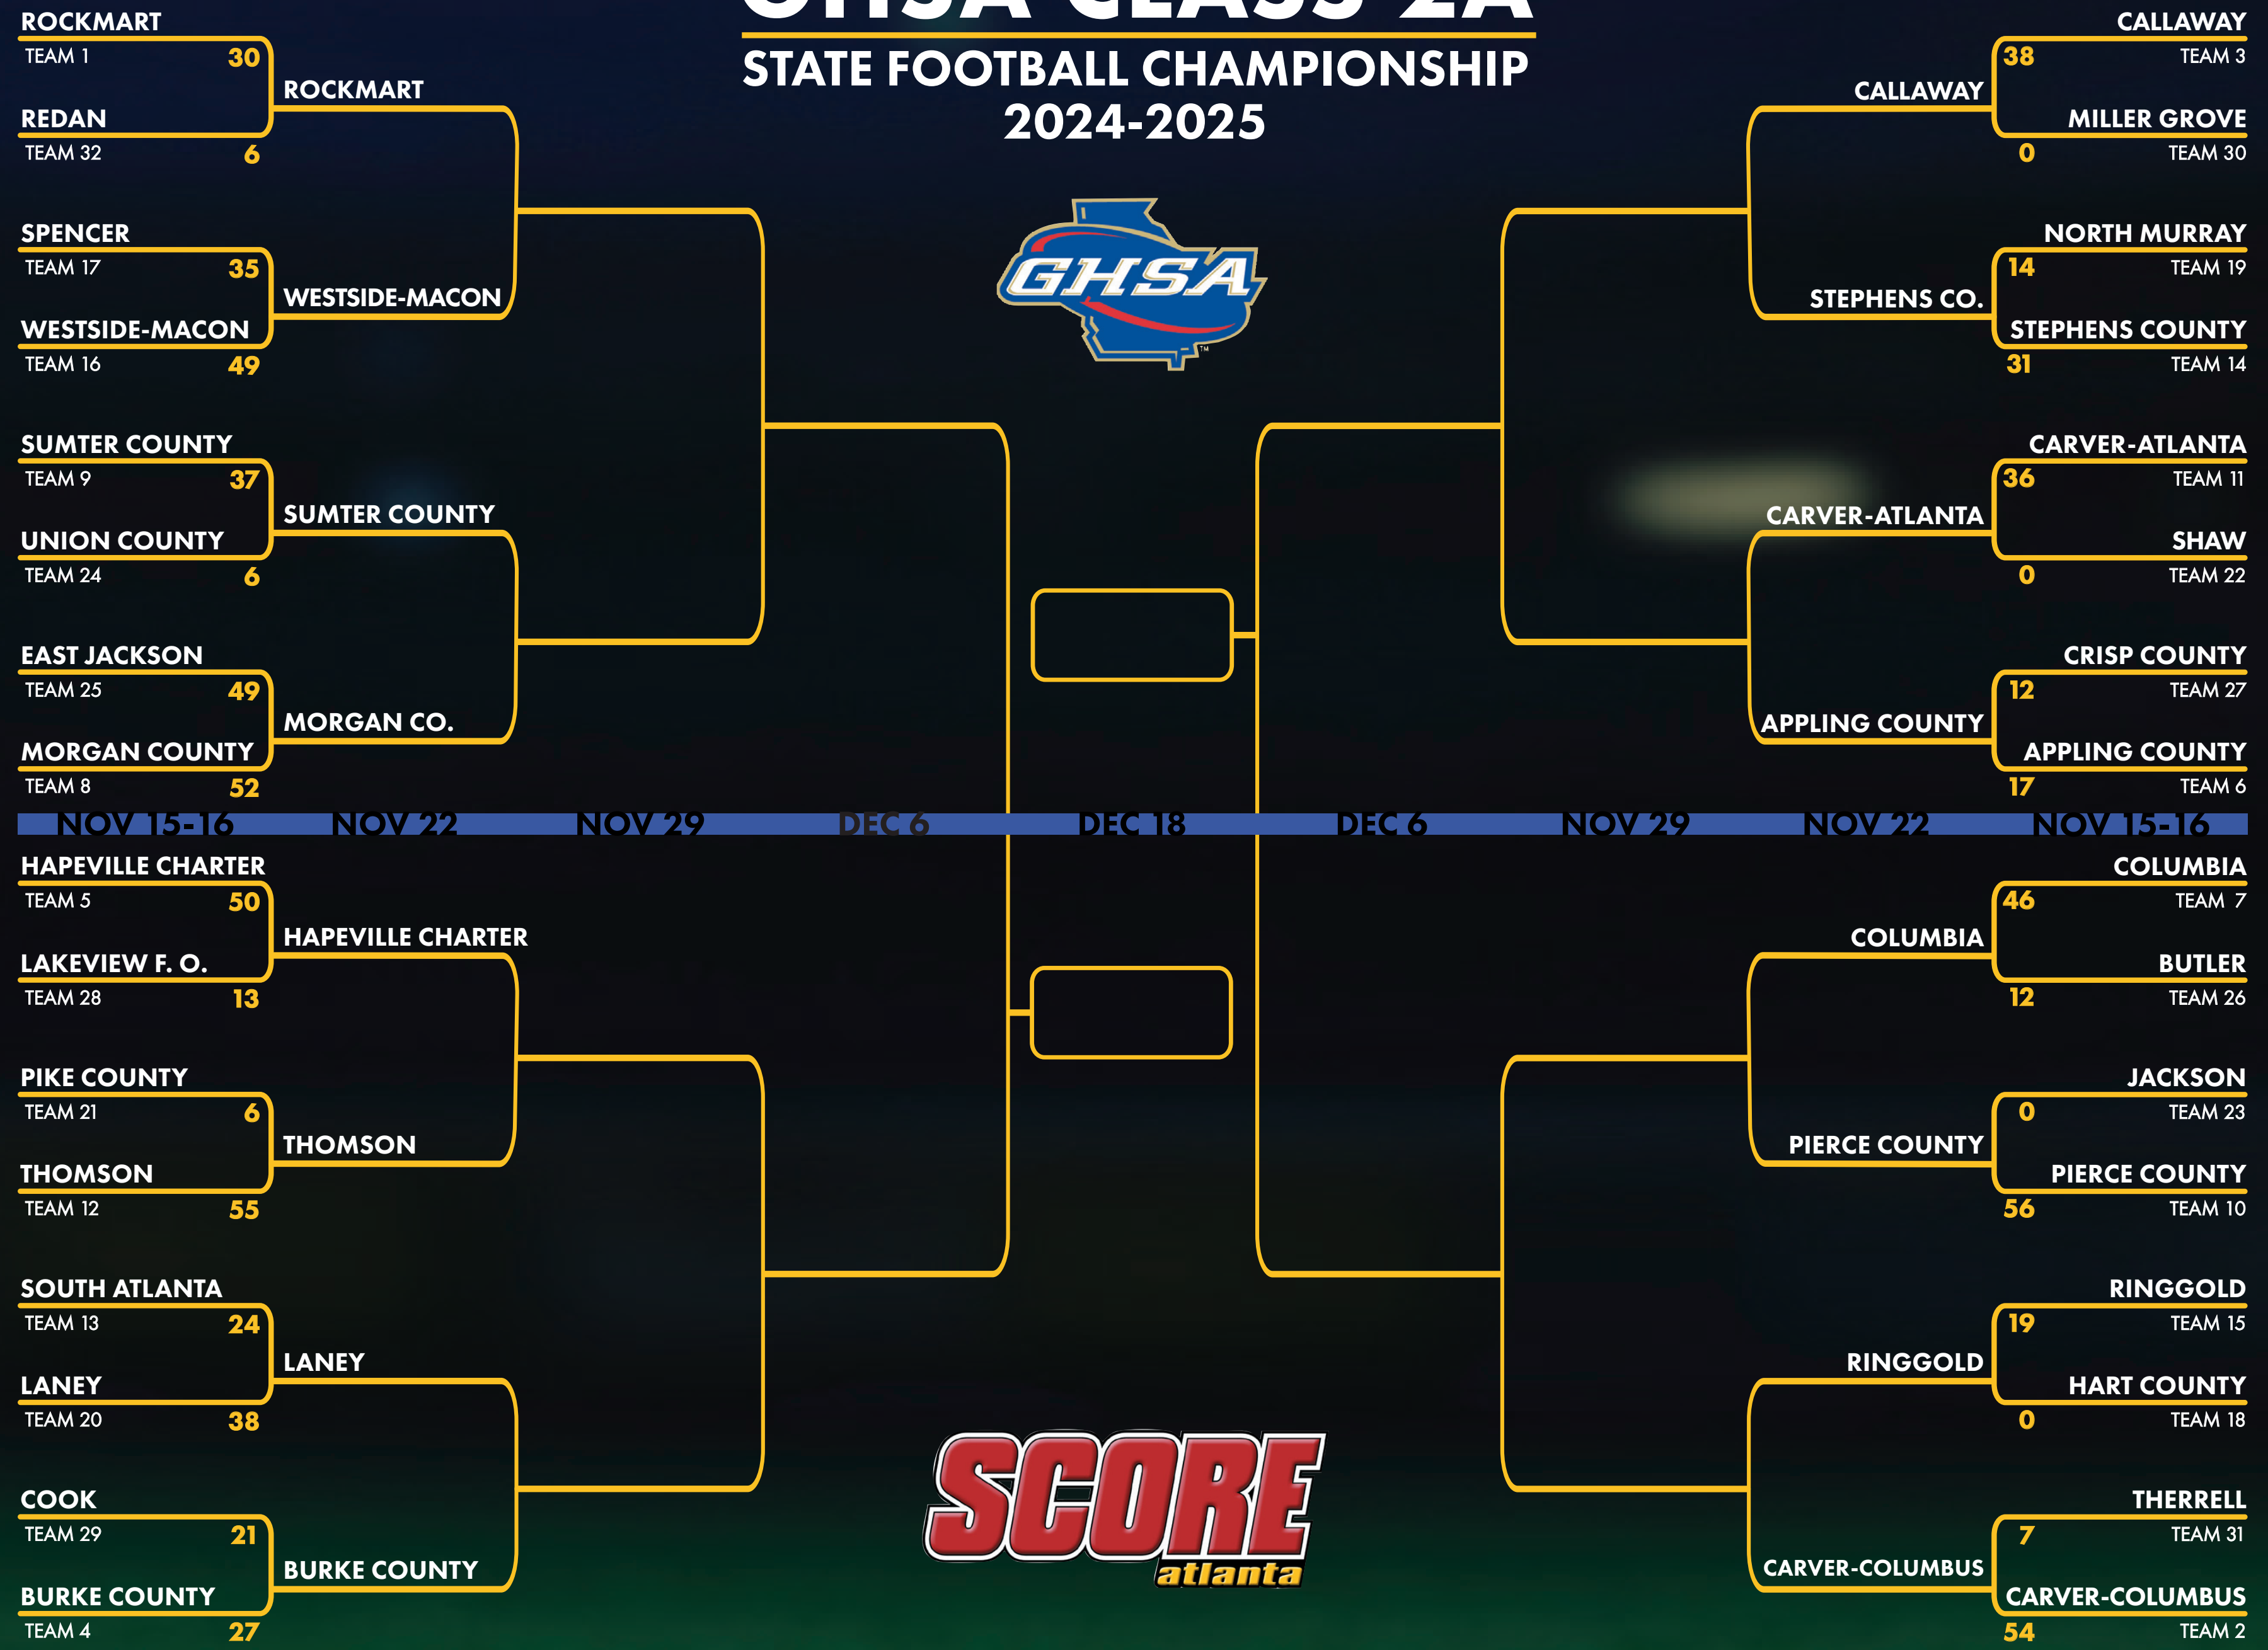 GHSA CLASS 2A
STATE FOOTBALL CHAMPIONSHIP
2024-2025
GHSA
TM
ROCKMART
TEAM 1
30
REDAN
TEAM 32
6
ROCKMART
SPENCER
TEAM 17
35
WESTSIDE-MACON
TEAM 16
49
WESTSIDE-MACON
SUMTER COUNTY
TEAM 9
37
UNION COUNTY
TEAM 24
6
SUMTER COUNTY
EAST JACKSON
TEAM 25
49
MORGAN COUNTY
TEAM 8
52
MORGAN CO.
CALLAWAY
38
TEAM 3
MILLER GROVE
0
TEAM 30
CALLAWAY
NORTH MURRAY
14
TEAM 19
STEPHENS COUNTY
31
TEAM 14
STEPHENS CO.
CARVER-ATLANTA
36
TEAM 11
SHAW
0
TEAM 22
CARVER-ATLANTA
CRISP COUNTY
12
TEAM 27
APPLING COUNTY
17
TEAM 6
APPLING COUNTY
NOV 15-16 NOV 22 NOV 29 DEC 6 DEC 18 DEC 6 NOV 29 NOV 22 NOV 15-16
HAPEVILLE CHARTER
TEAM 5
50
LAKEVIEW F. O.
TEAM 28
13
HAPEVILLE CHARTER
PIKE COUNTY
TEAM 21
6
THOMSON
TEAM 12
55
THOMSON
SOUTH ATLANTA
TEAM 13
24
LANEY
TEAM 20
38
LANEY
COOK
TEAM 29
21
BURKE COUNTY
TEAM 4
27
BURKE COUNTY
COLUMBIA
46
TEAM 7
BUTLER
12
TEAM 26
COLUMBIA
JACKSON
0
TEAM 23
PIERCE COUNTY
56
TEAM 10
PIERCE COUNTY
RINGGOLD
19
TEAM 15
HART COUNTY
0
TEAM 18
RINGGOLD
THERRELL
7
TEAM 31
CARVER-COLUMBUS
54
TEAM 2
CARVER-COLUMBUS
SCORE
atlanta